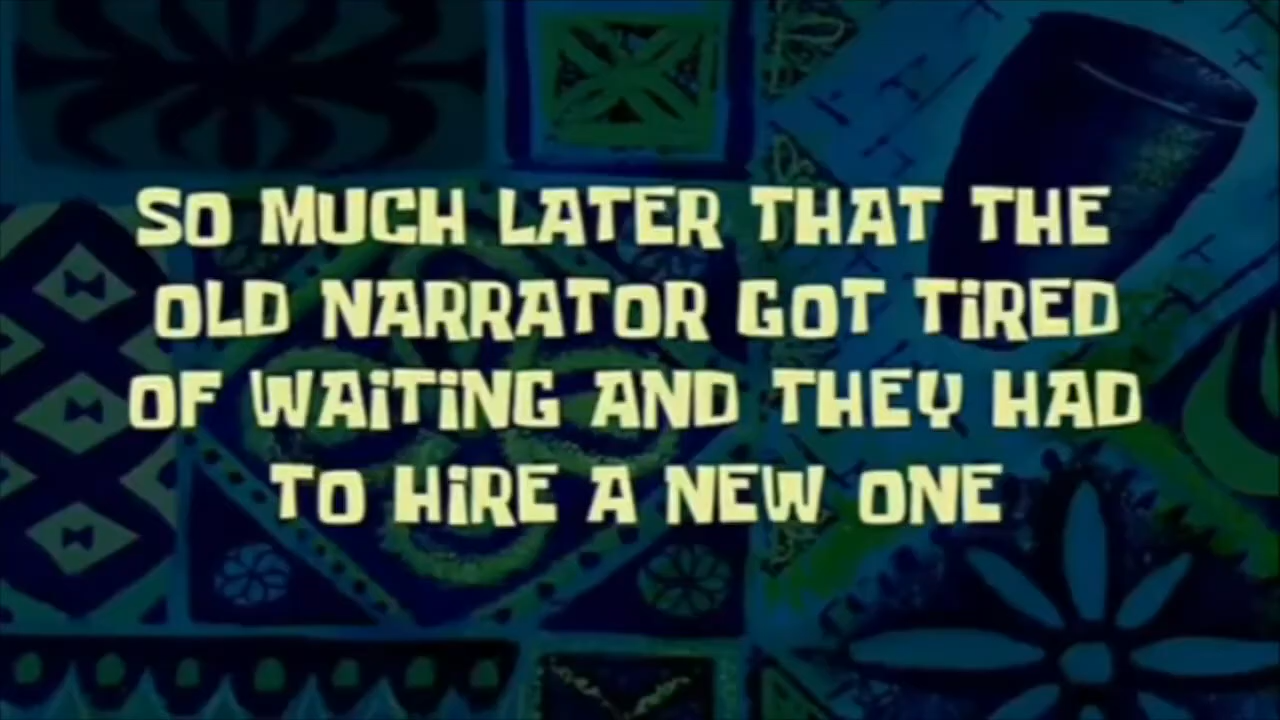 SO MUCH LATER THAT THE
OLD NARRATOR GOT TiRED
OF WAiTiNG AND THEY HAD
TO HiRE A NEW ONE